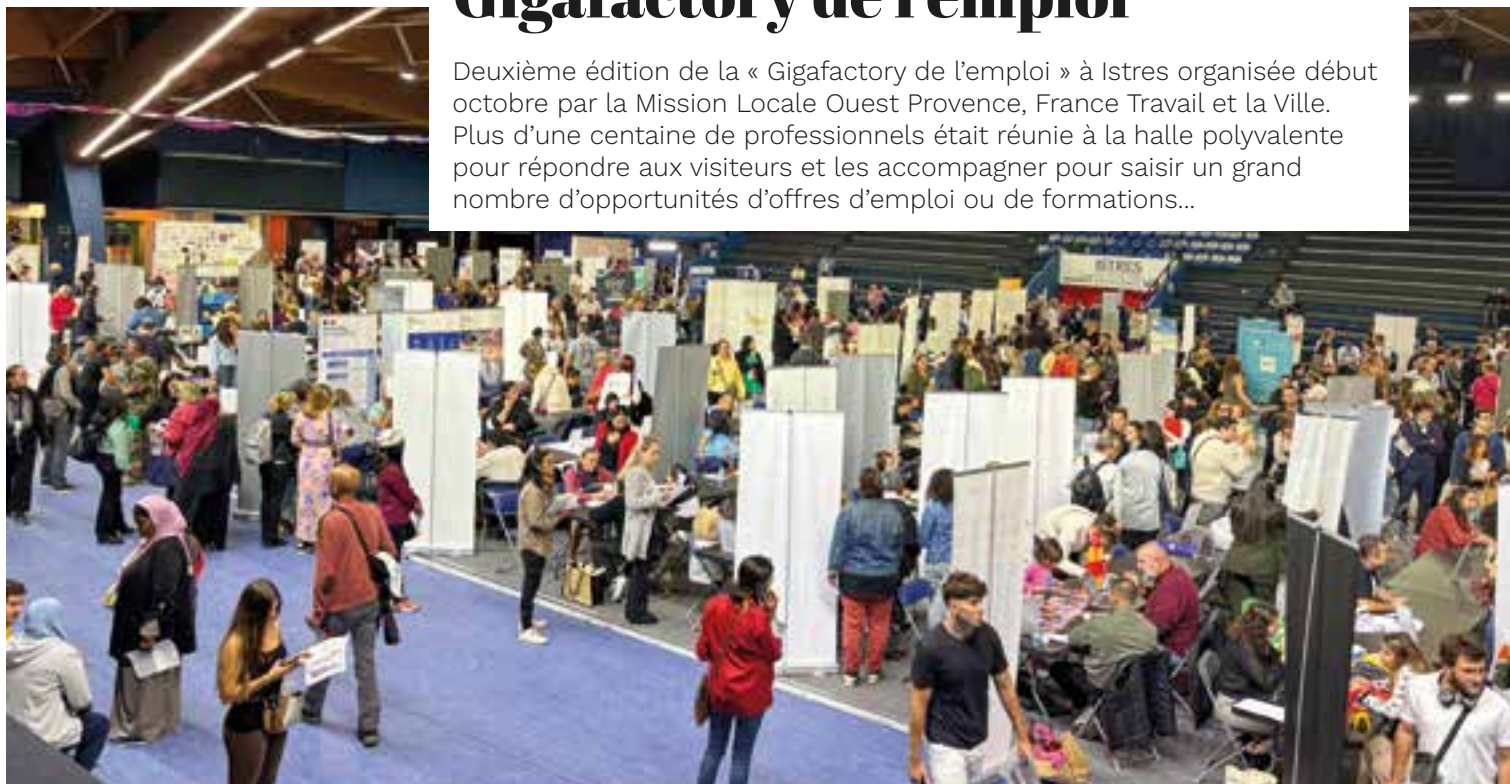 Gigafactory de l'emploi
Deuxième édition de la « Gigafactory de l’emploi » à Istres organisée début
octobre par la Mission Locale Ouest Provence, France Travail et la Ville.
Plus d’une centaine de professionnels était réunie à la halle polyvalente
pour répondre aux visiteurs et les accompagner pour saisir un grand
nombre d’opportunités d’offres d’emploi ou de formations...
ISTRES